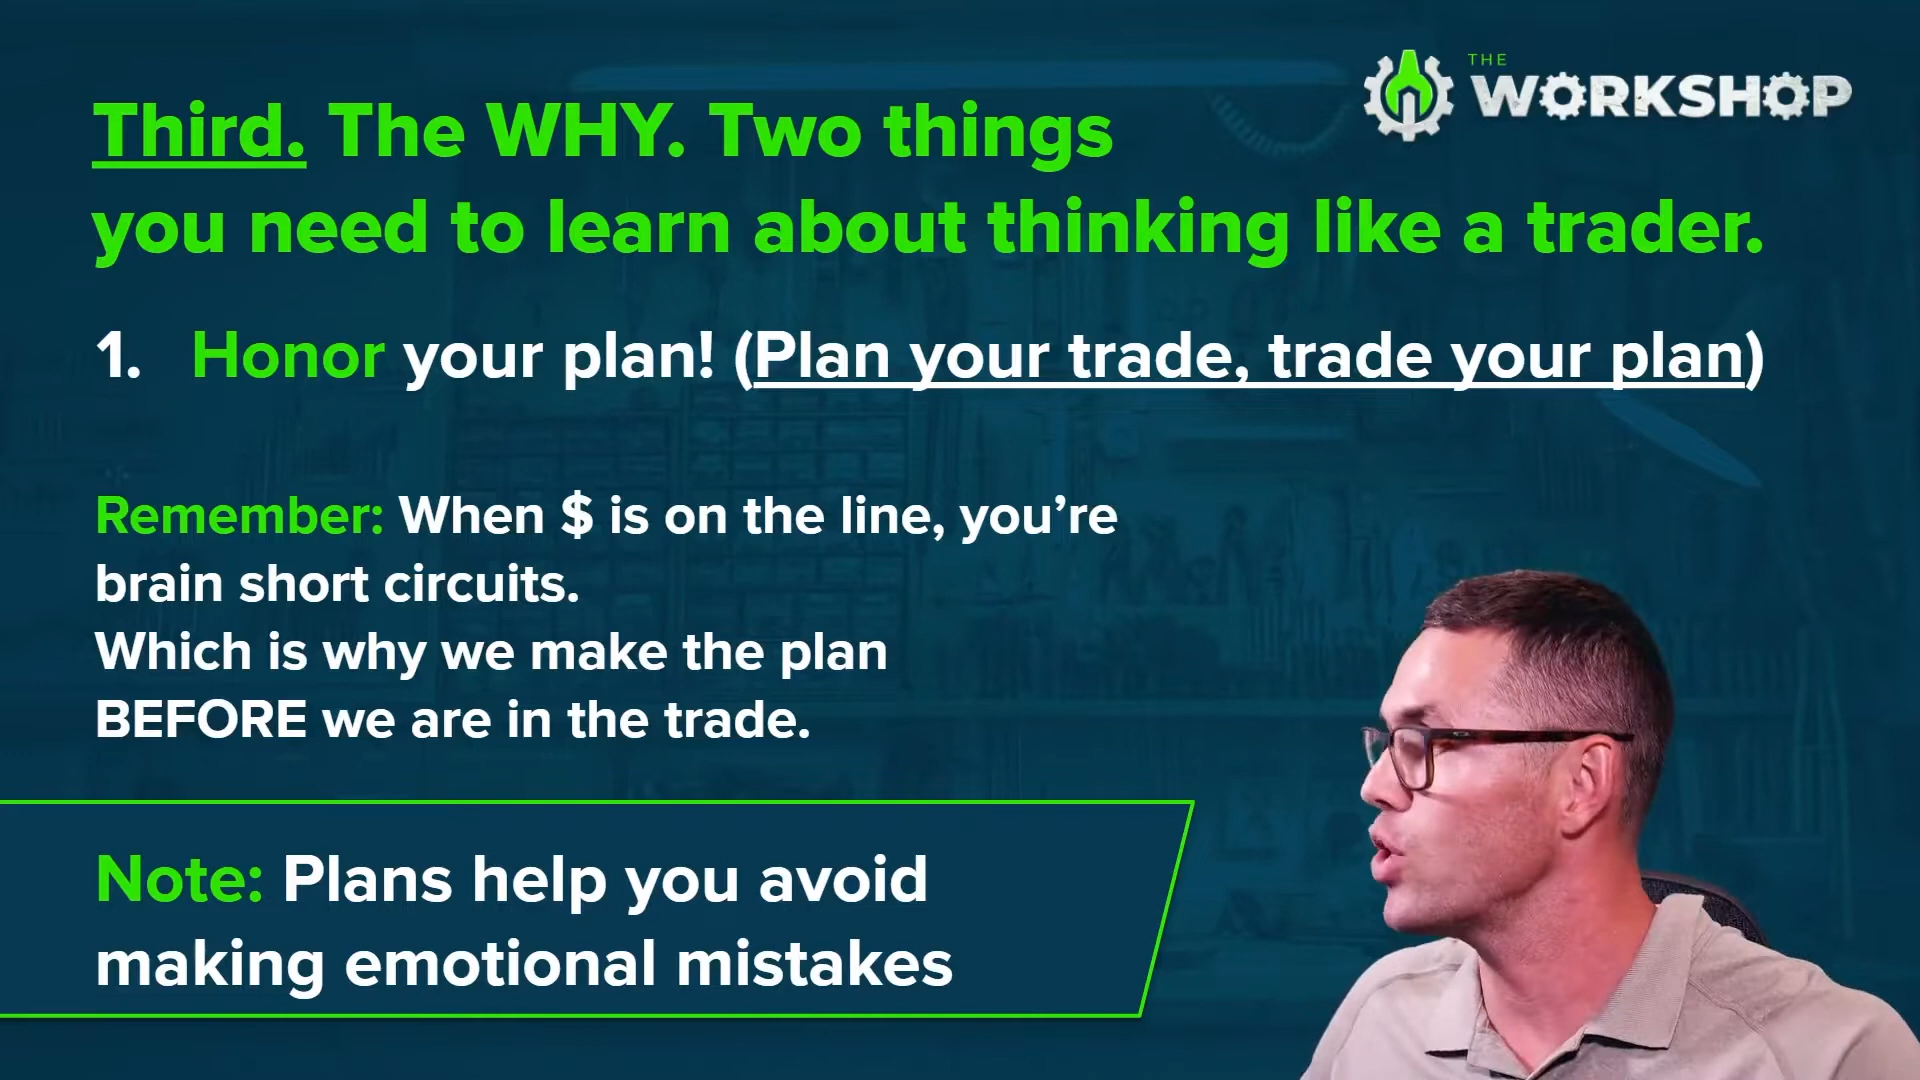 THE
WORKSHOP
Third. The WHY. Two things
you need to learn about thinking like a trader.
1. Honor your plan! (Plan your trade, trade your plan)
Remember: When $ is on the line, you’re
brain short circuits.
Which is why we make the plan
BEFORE we are in the trade.
Note: Plans help you avoid
making emotional mistakes